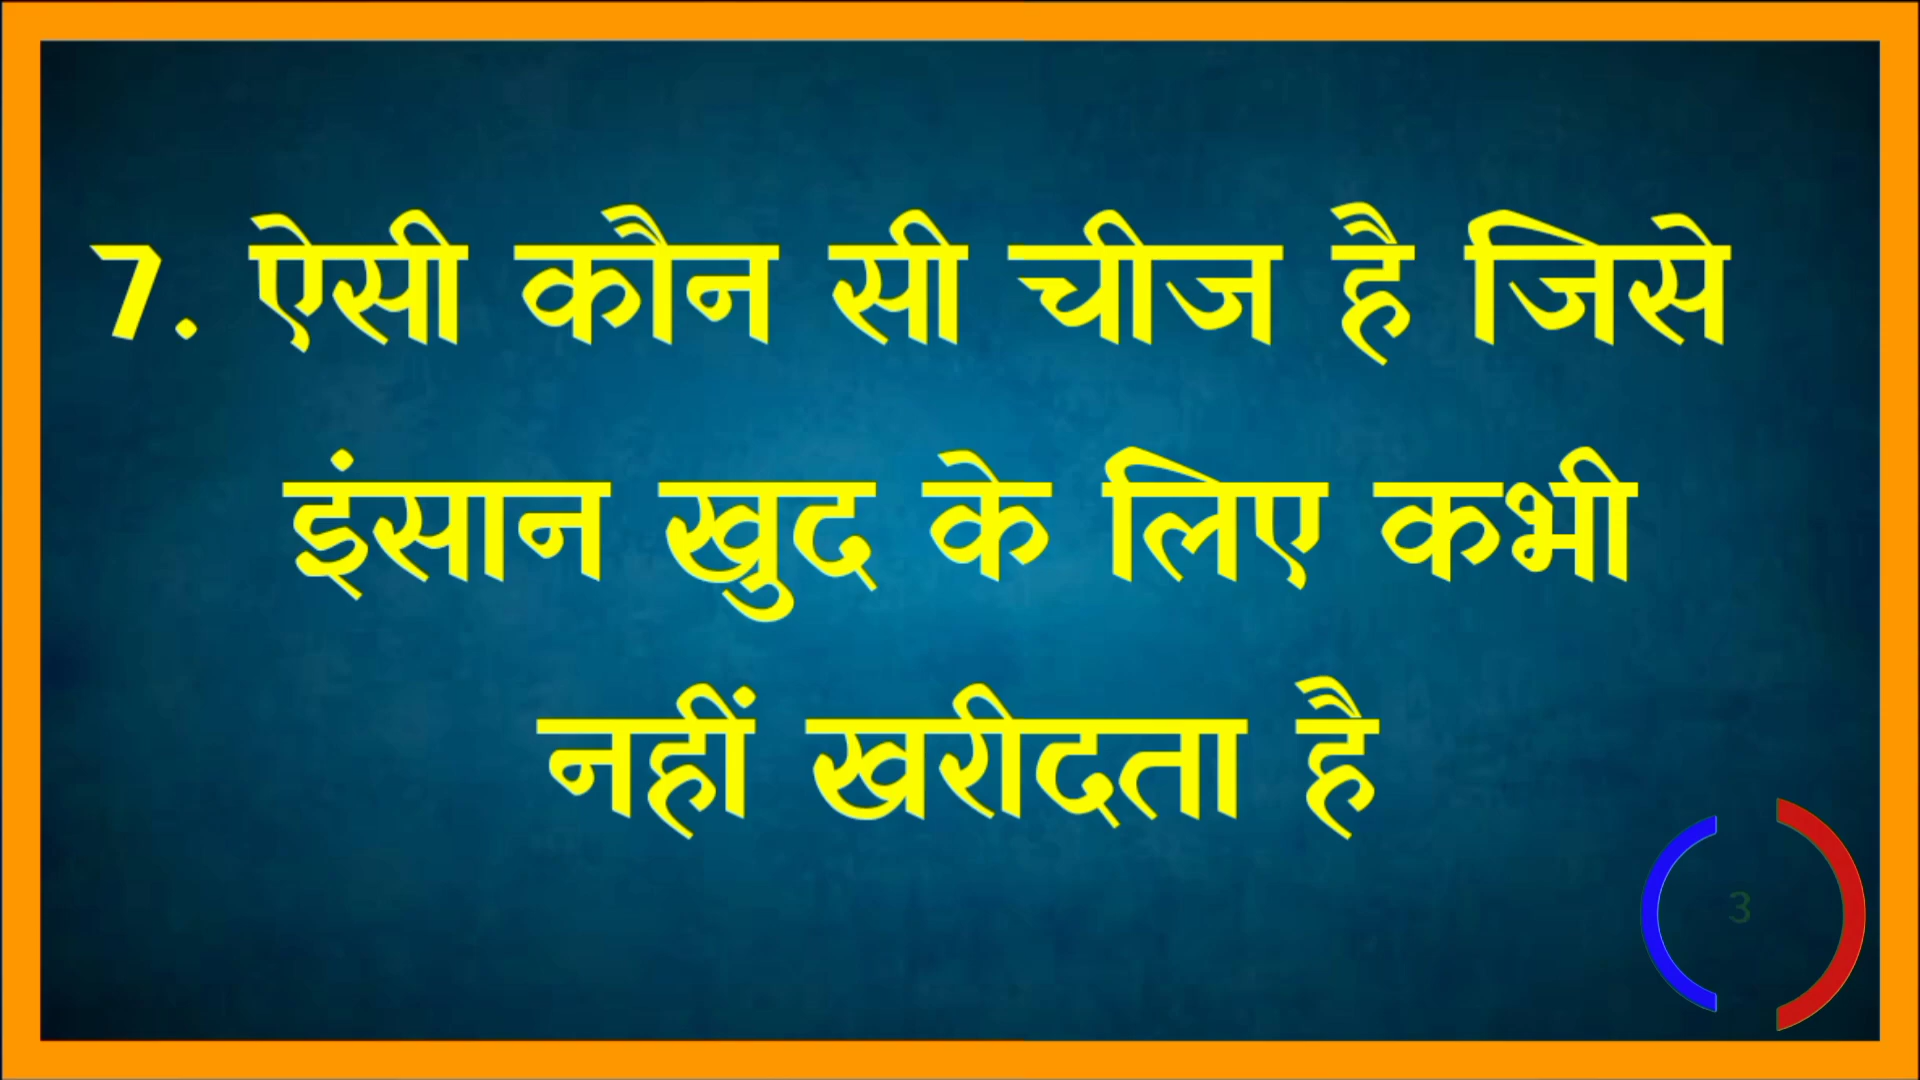 7. ऐसी कौन सी चीज है जिसे
इंसान खुद के लिए कभी
नहीं खरीदता है
3